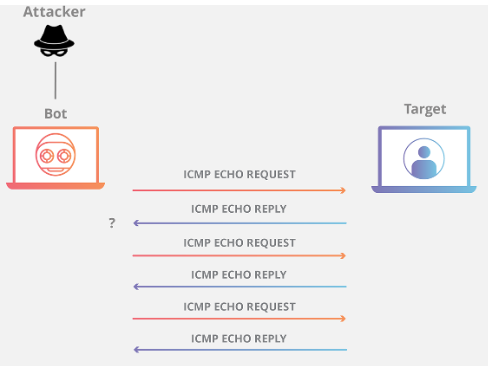 Attacker
Bot
Target
ICMP ECHO REQUEST
ICMP ECHO REPLY
?
ICMP ECHO REQUEST
ICMP ECHO REPLY
ICMP ECHO REQUEST
ICMP ECHO REPLY